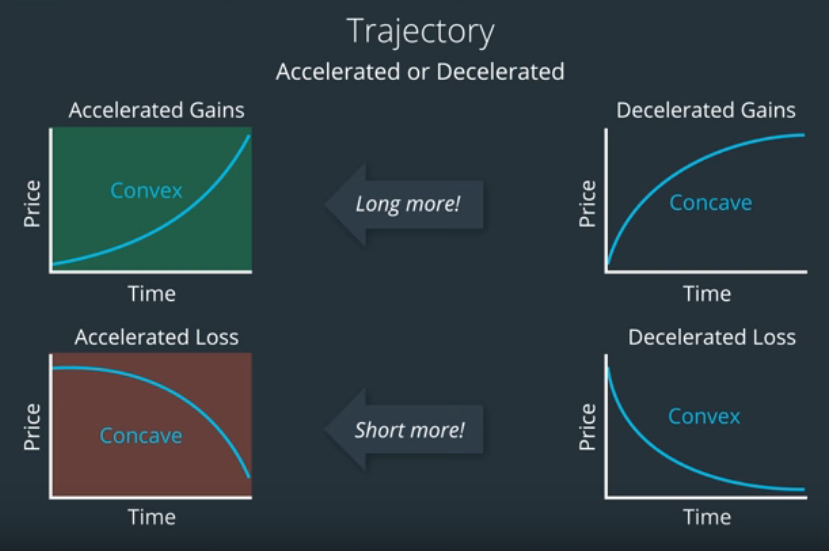 Trajectory
Accelerated or Decelerated
Accelerated Gains
Convex
Price
Time
Long more!
Decelerated Gains
Concave
Price
Time
Accelerated Loss
Concave
Price
Time
Short more!
Decelerated Loss
Convex
Price
Time